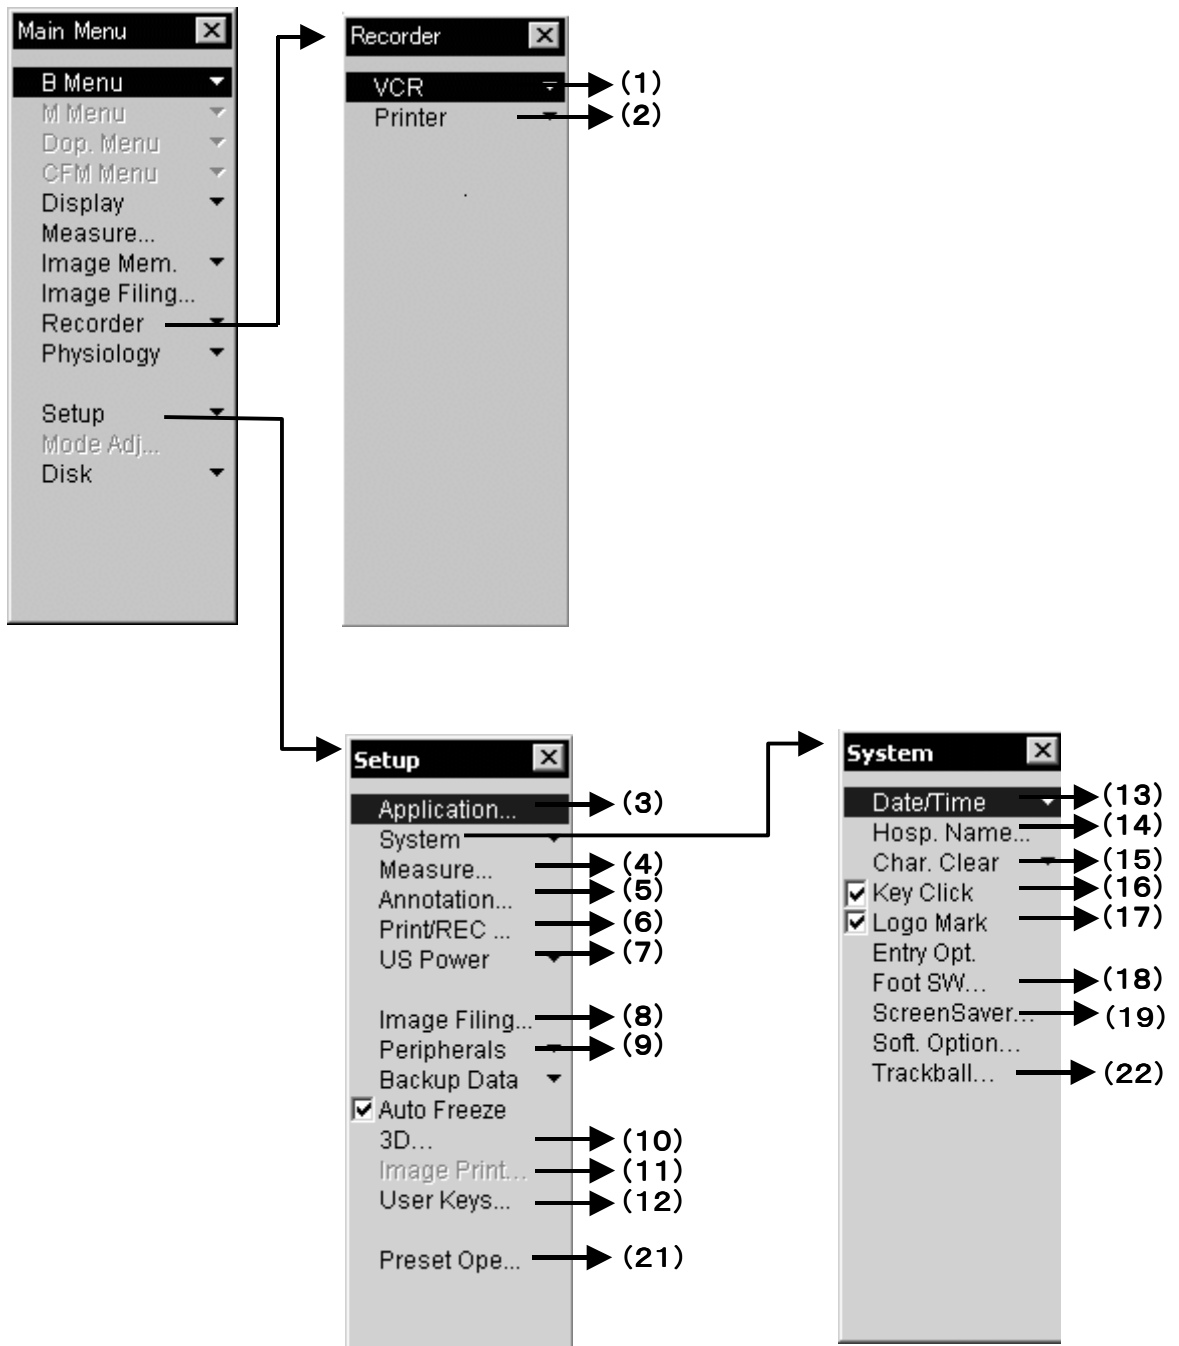 Main Menu
B Menu
M Menu
Dop. Menu
CFM Menu
Display
Measure...
Image Mem.
Image Filing...
Recorder
Physiology
Setup
Mode Adj...
Disk
Recorder
VCR (1)
Printer (2)
Setup
Application... (3)
System
Measure... (4)
Annotation... (5)
Print/REC ... (6)
US Power (7)
Image Filing... (8)
Peripherals (9)
Backup Data
Auto Freeze
3D... (10)
Image Print... (11)
User Keys... (12)
Preset Ope... (21)
System
Date/Time (13)
Hosp. Name... (14)
Char. Clear (15)
Key Click (16)
Logo Mark (17)
Entry Opt.
Foot SW... (18)
ScreenSaver... (19)
Soft. Option...
Trackball... (22)